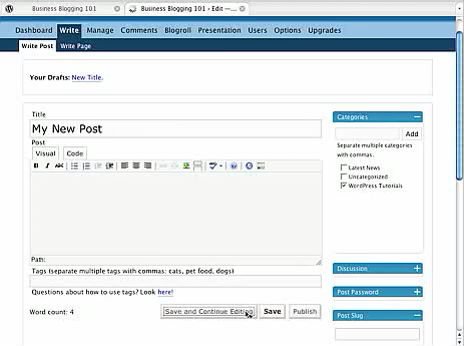 Business Blogging 101
Business Blogging 101 - Edit —...
Dashboard Write Manage Comments Blogroll Presentation Users Options Upgrades
Write Post Write Page
Your Drafts: New Title.
Title
My New Post
Post
Visual Code
B I ABC
Path:
Tags (separate multiple tags with commas: cats, pet food, dogs)
Questions about how to use tags? Look here!
Word count: 4
Save and Continue Editing Save Publish
Categories
Add
Separate multiple categories
with commas.
Latest News
Uncategorized
WordPress Tutorials
Discussion
Post Password
Post Slug